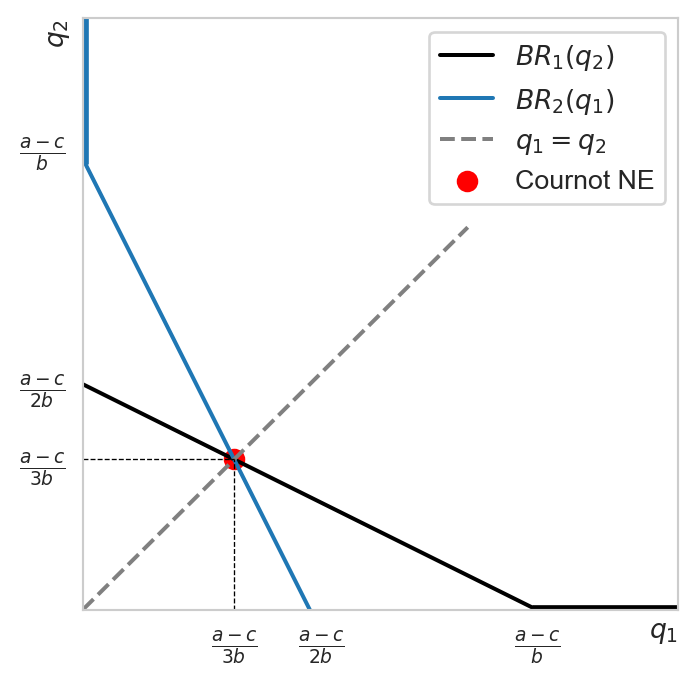 q₂
BR₁(q₂)
BR₂(q₁)
q₁ = q₂
Cournot NE
a − c / b
a − c / 2b
a − c / 3b
a − c / 3b
a − c / 2b
a − c / b
q₁